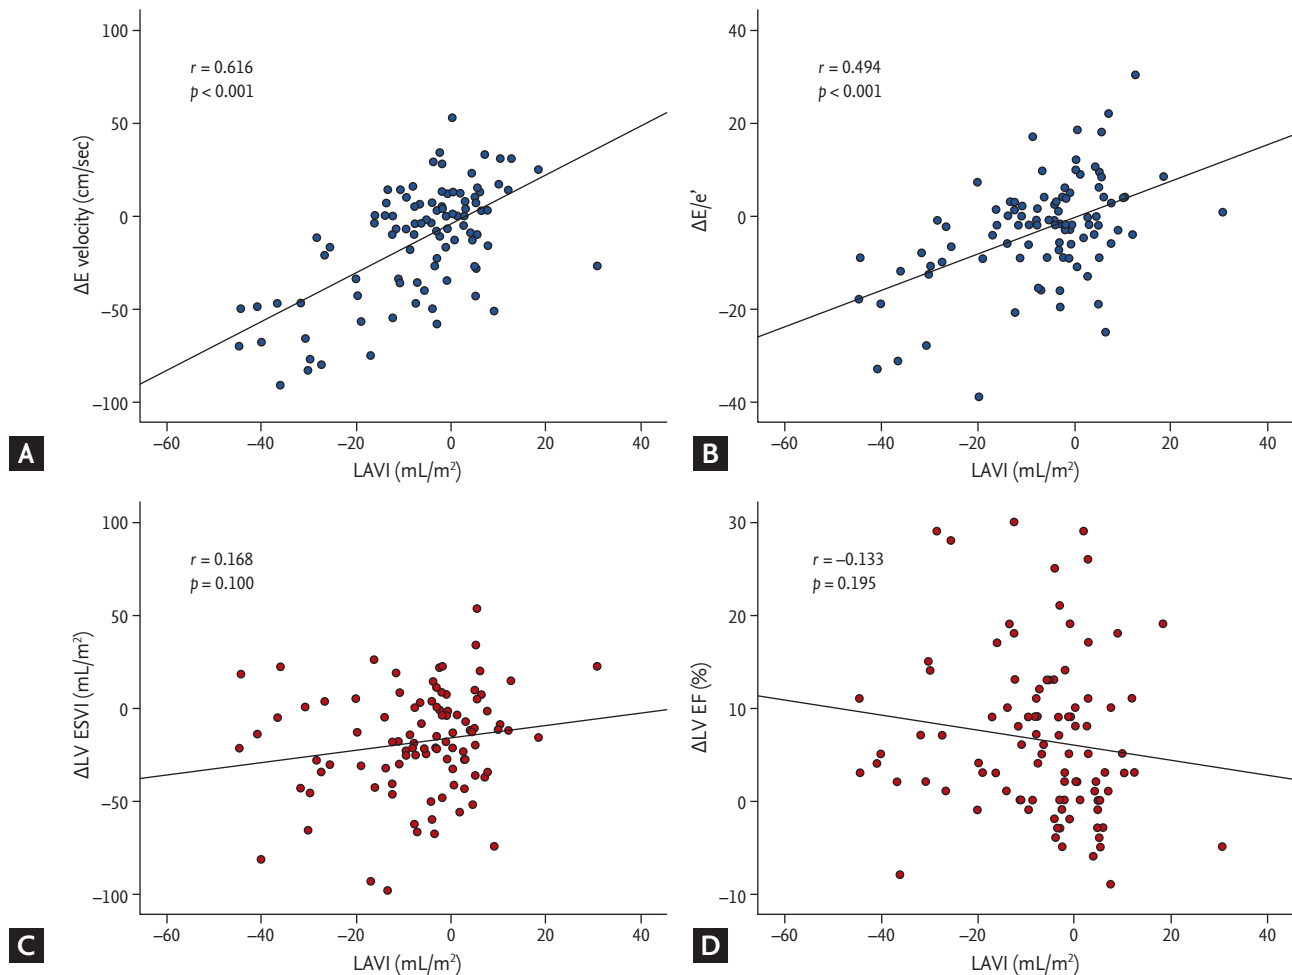 100
50
0
−50
−100
ΔE velocity (cm/sec)
r = 0.616
p < 0.001
−60
−40
−20
0
20
40
LAVI (mL/m²)
A
40
20
0
−20
−40
ΔE/e’
r = 0.494
p < 0.001
−60
−40
−20
0
20
40
LAVI (mL/m²)
B
100
50
0
−50
−100
ΔLV ESVI (mL/m²)
r = 0.168
p = 0.100
−60
−40
−20
0
20
40
LAVI (mL/m²)
C
30
20
10
0
−10
ΔLV EF (%)
r = −0.133
p = 0.195
−60
−40
−20
0
20
40
LAVI (mL/m²)
D